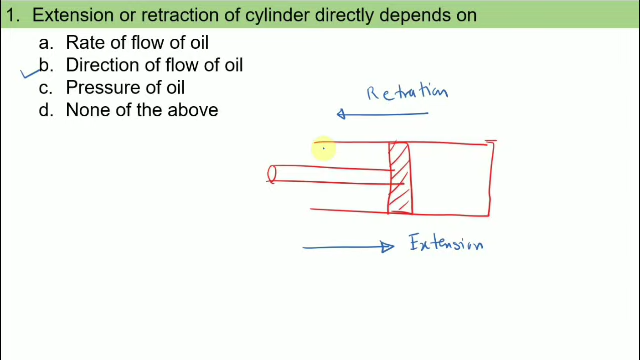 1. Extension or retraction of cylinder directly depends on
a. Rate of flow of oil
b. Direction of flow of oil
c. Pressure of oil
d. None of the above
Retration
Extension